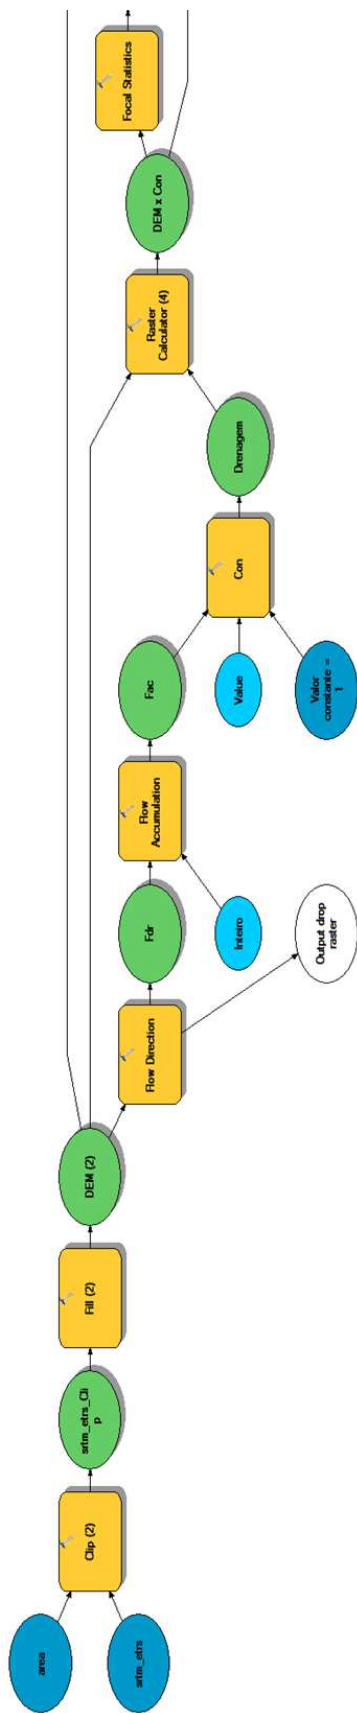 area
srtm_etrs
Clip (2)
srtm_etrs_Cli
p
Fill (2)
DEM (2)
Flow Direction
Output drop
raster
Fdr
Inteiro
Flow
Accumulation
Fac
Value
Valor
constante =
1
Con
Drenagem
Raster
Calculator (4)
DEM x Con
Focal Statistics